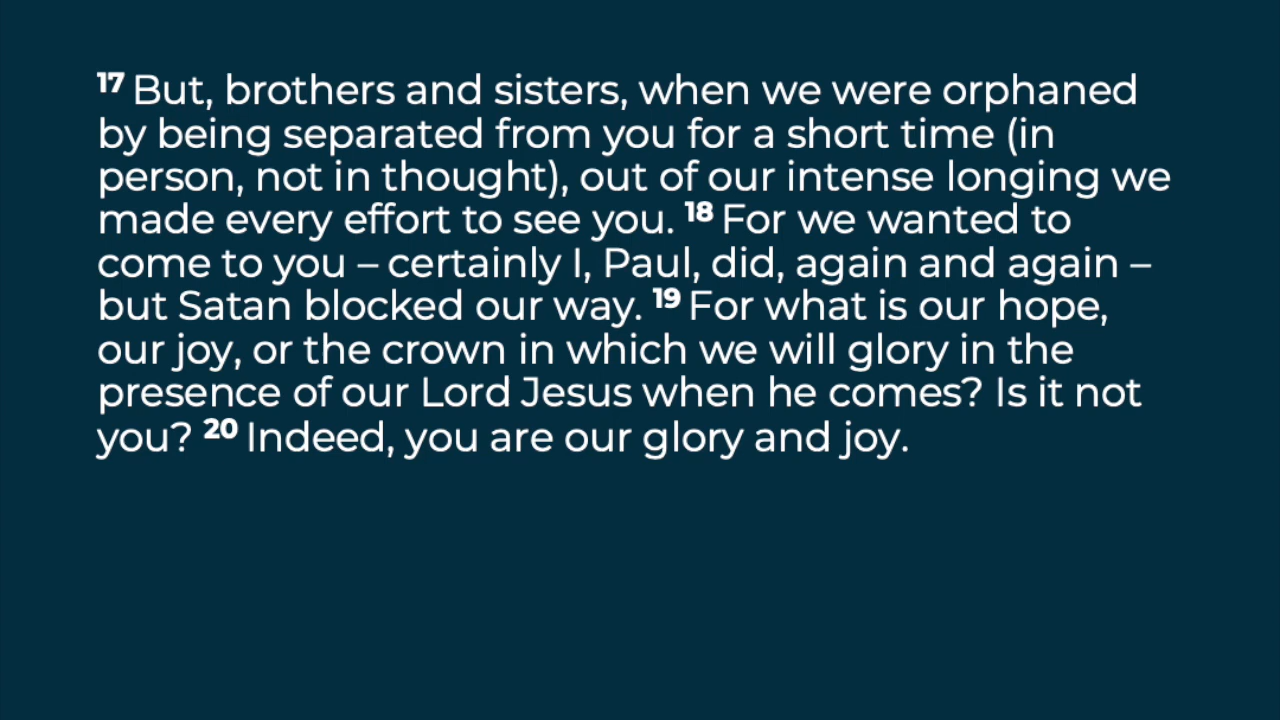 17 But, brothers and sisters, when we were orphaned
by being separated from you for a short time (in
person, not in thought), out of our intense longing we
made every effort to see you. 18 For we wanted to
come to you – certainly I, Paul, did, again and again –
but Satan blocked our way. 19 For what is our hope,
our joy, or the crown in which we will glory in the
presence of our Lord Jesus when he comes? Is it not
you? 20 Indeed, you are our glory and joy.